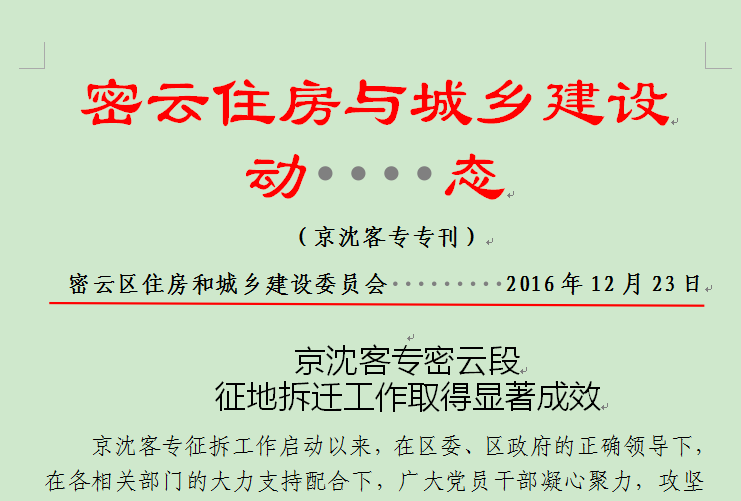 密云住房与城乡建设
动····态
（京沈客专专刊）
密云区住房和城乡建设委员会·········2016年12月23日
京沈客专密云段
征地拆迁工作取得显著成效
京沈客专征拆工作启动以来，在区委、区政府的正确领导下，
在各相关部门的大力支持配合下，广大党员干部凝心聚力，攻坚